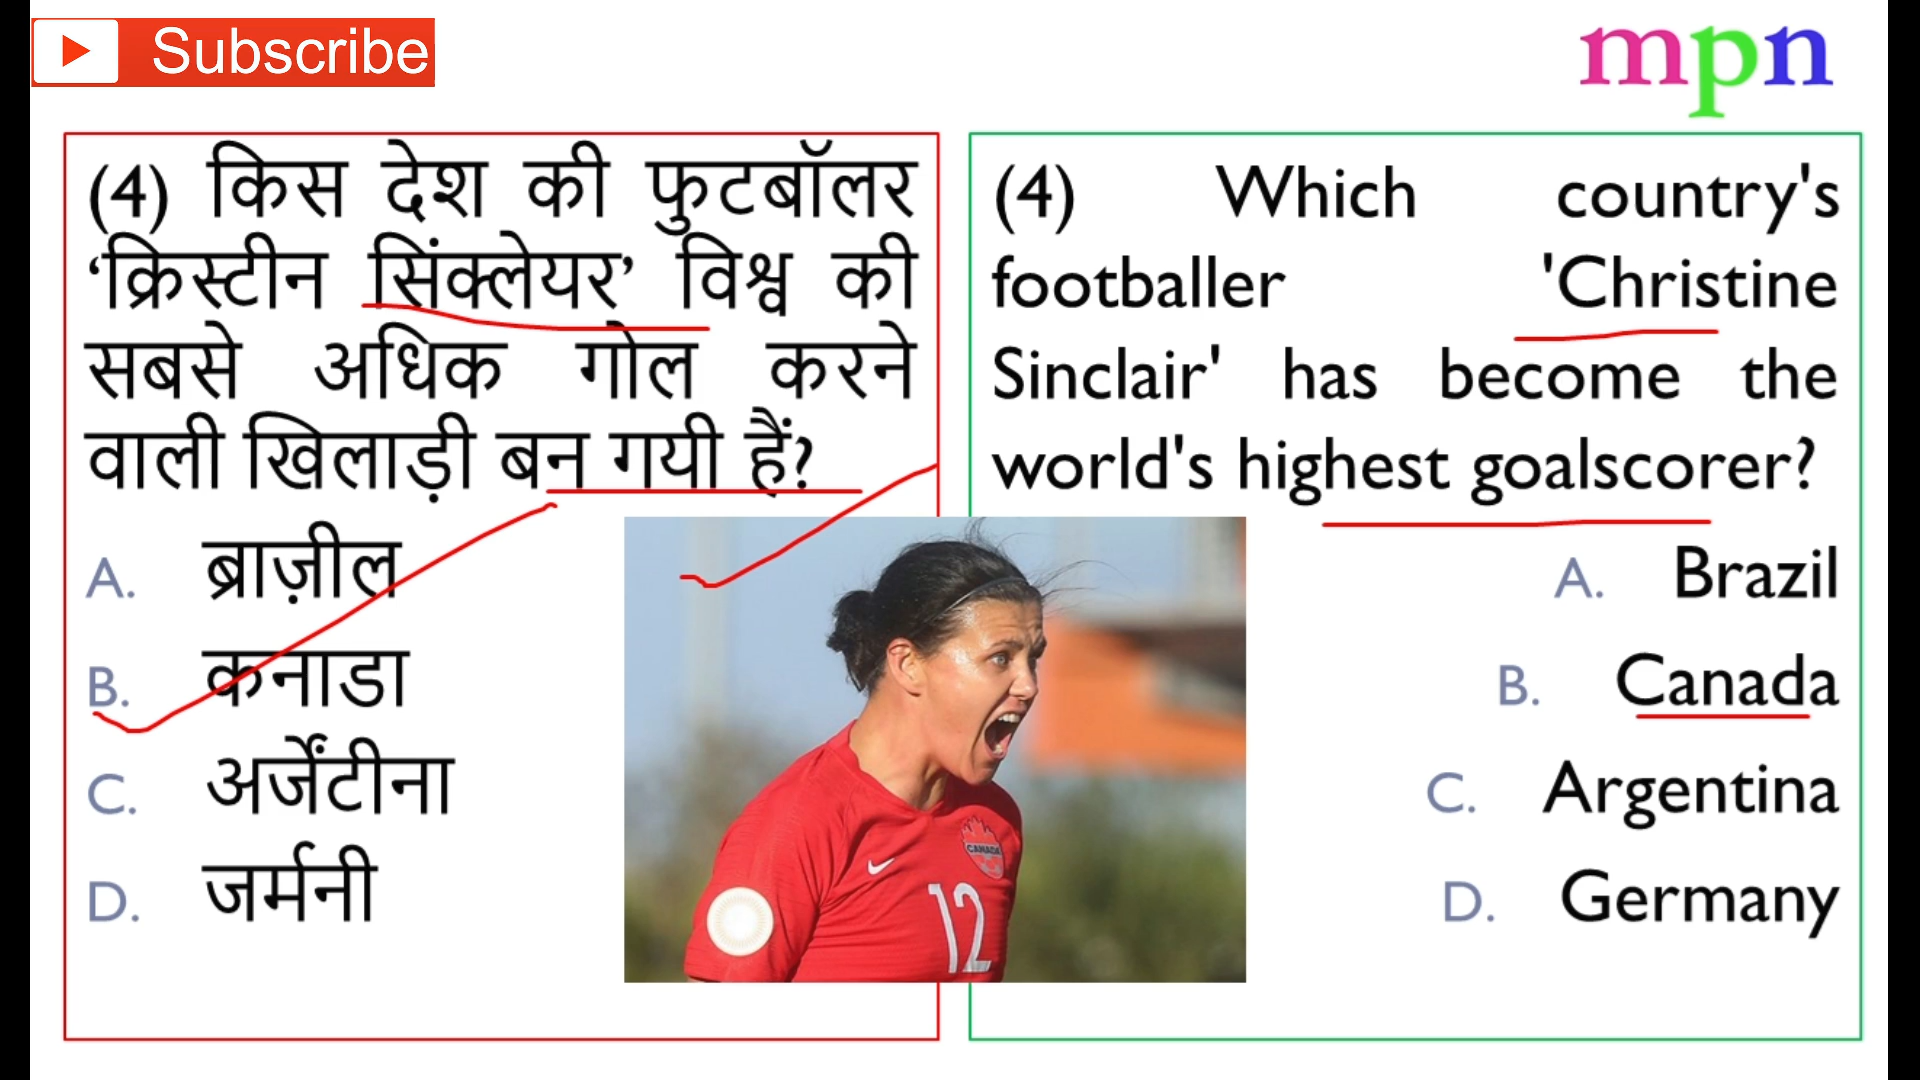 Subscribe
mpn
(4) किस देश की फुटबॉलर
‘क्रिस्टीन सिंक्लेयर’ विश्व की
सबसे अधिक गोल करने
वाली खिलाड़ी बन गयी हैं?
A. ब्राज़ील
B. कनाडा
C. अर्जेंटीना
D. जर्मनी
(4) Which country's
footballer 'Christine
Sinclair' has become the
world's highest goalscorer?
A. Brazil
B. Canada
C. Argentina
D. Germany
CANADA
12